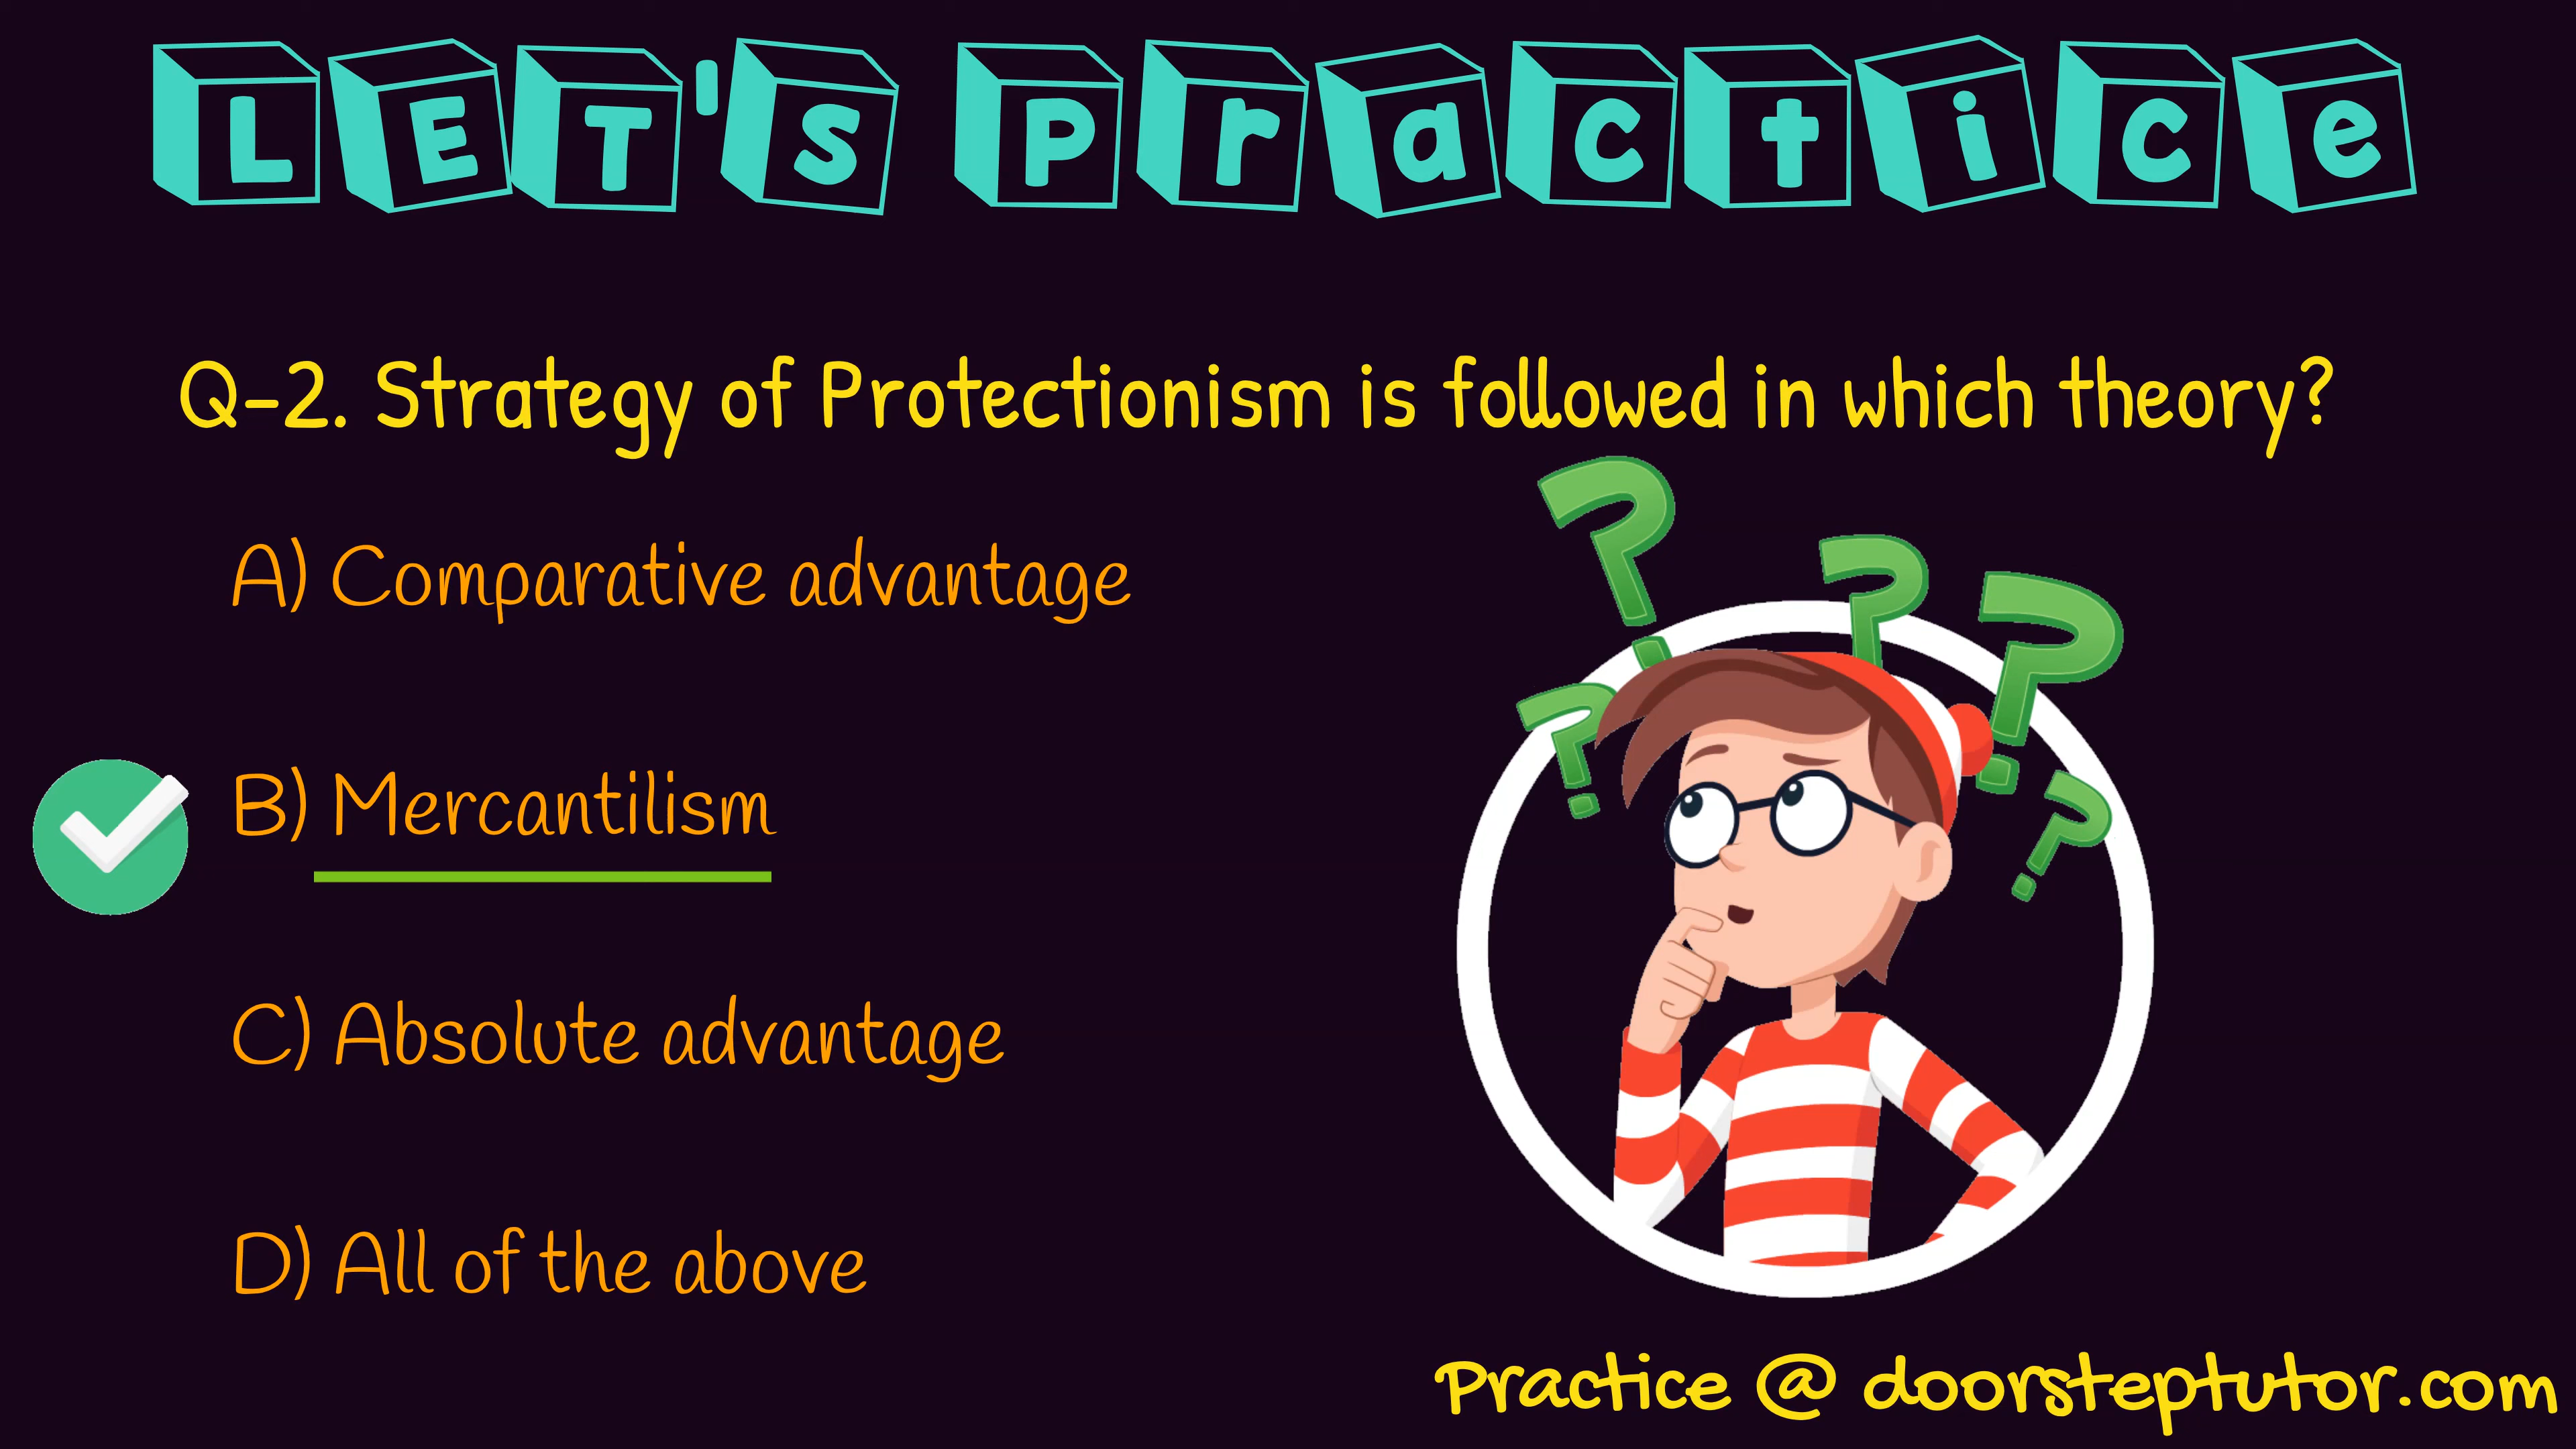 LET's Practice
Q-2. Strategy of Protectionism is followed in which theory?
A) Comparative advantage
B) Mercantilism
C) Absolute advantage
D) All of the above
Practice @ doorsteptutor.com